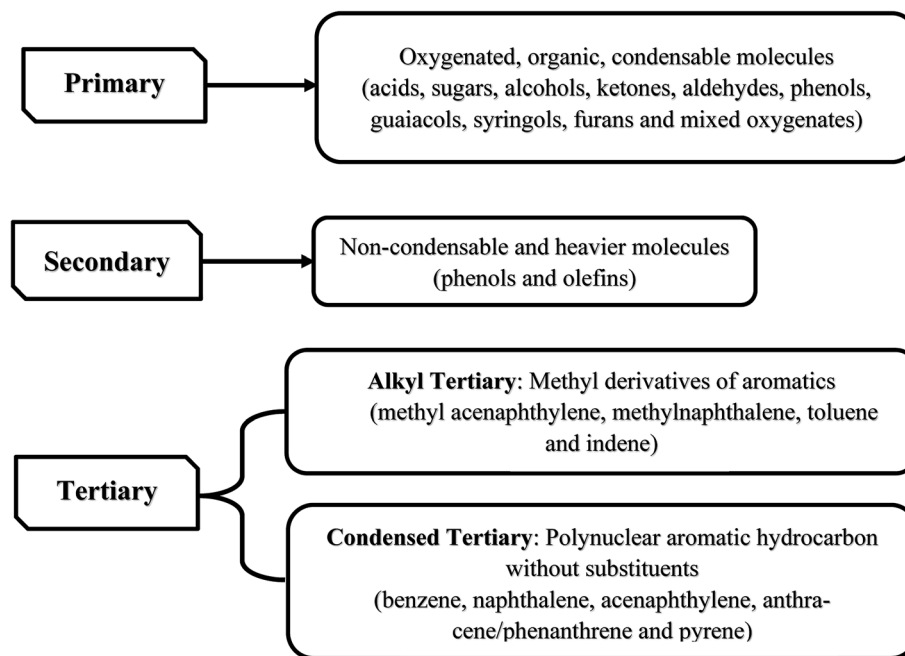 Primary
Oxygenated, organic, condensable molecules
(acids, sugars, alcohols, ketones, aldehydes, phenols,
guaiacols, syringols, furans and mixed oxygenates)
Secondary
Non-condensable and heavier molecules
(phenols and olefins)
Tertiary
Alkyl Tertiary: Methyl derivatives of aromatics
(methyl acenaphthylene, methylnaphthalene, toluene
and indene)
Condensed Tertiary: Polynuclear aromatic hydrocarbon
without substituents
(benzene, naphthalene, acenaphthylene, anthra-
cene/phenanthrene and pyrene)